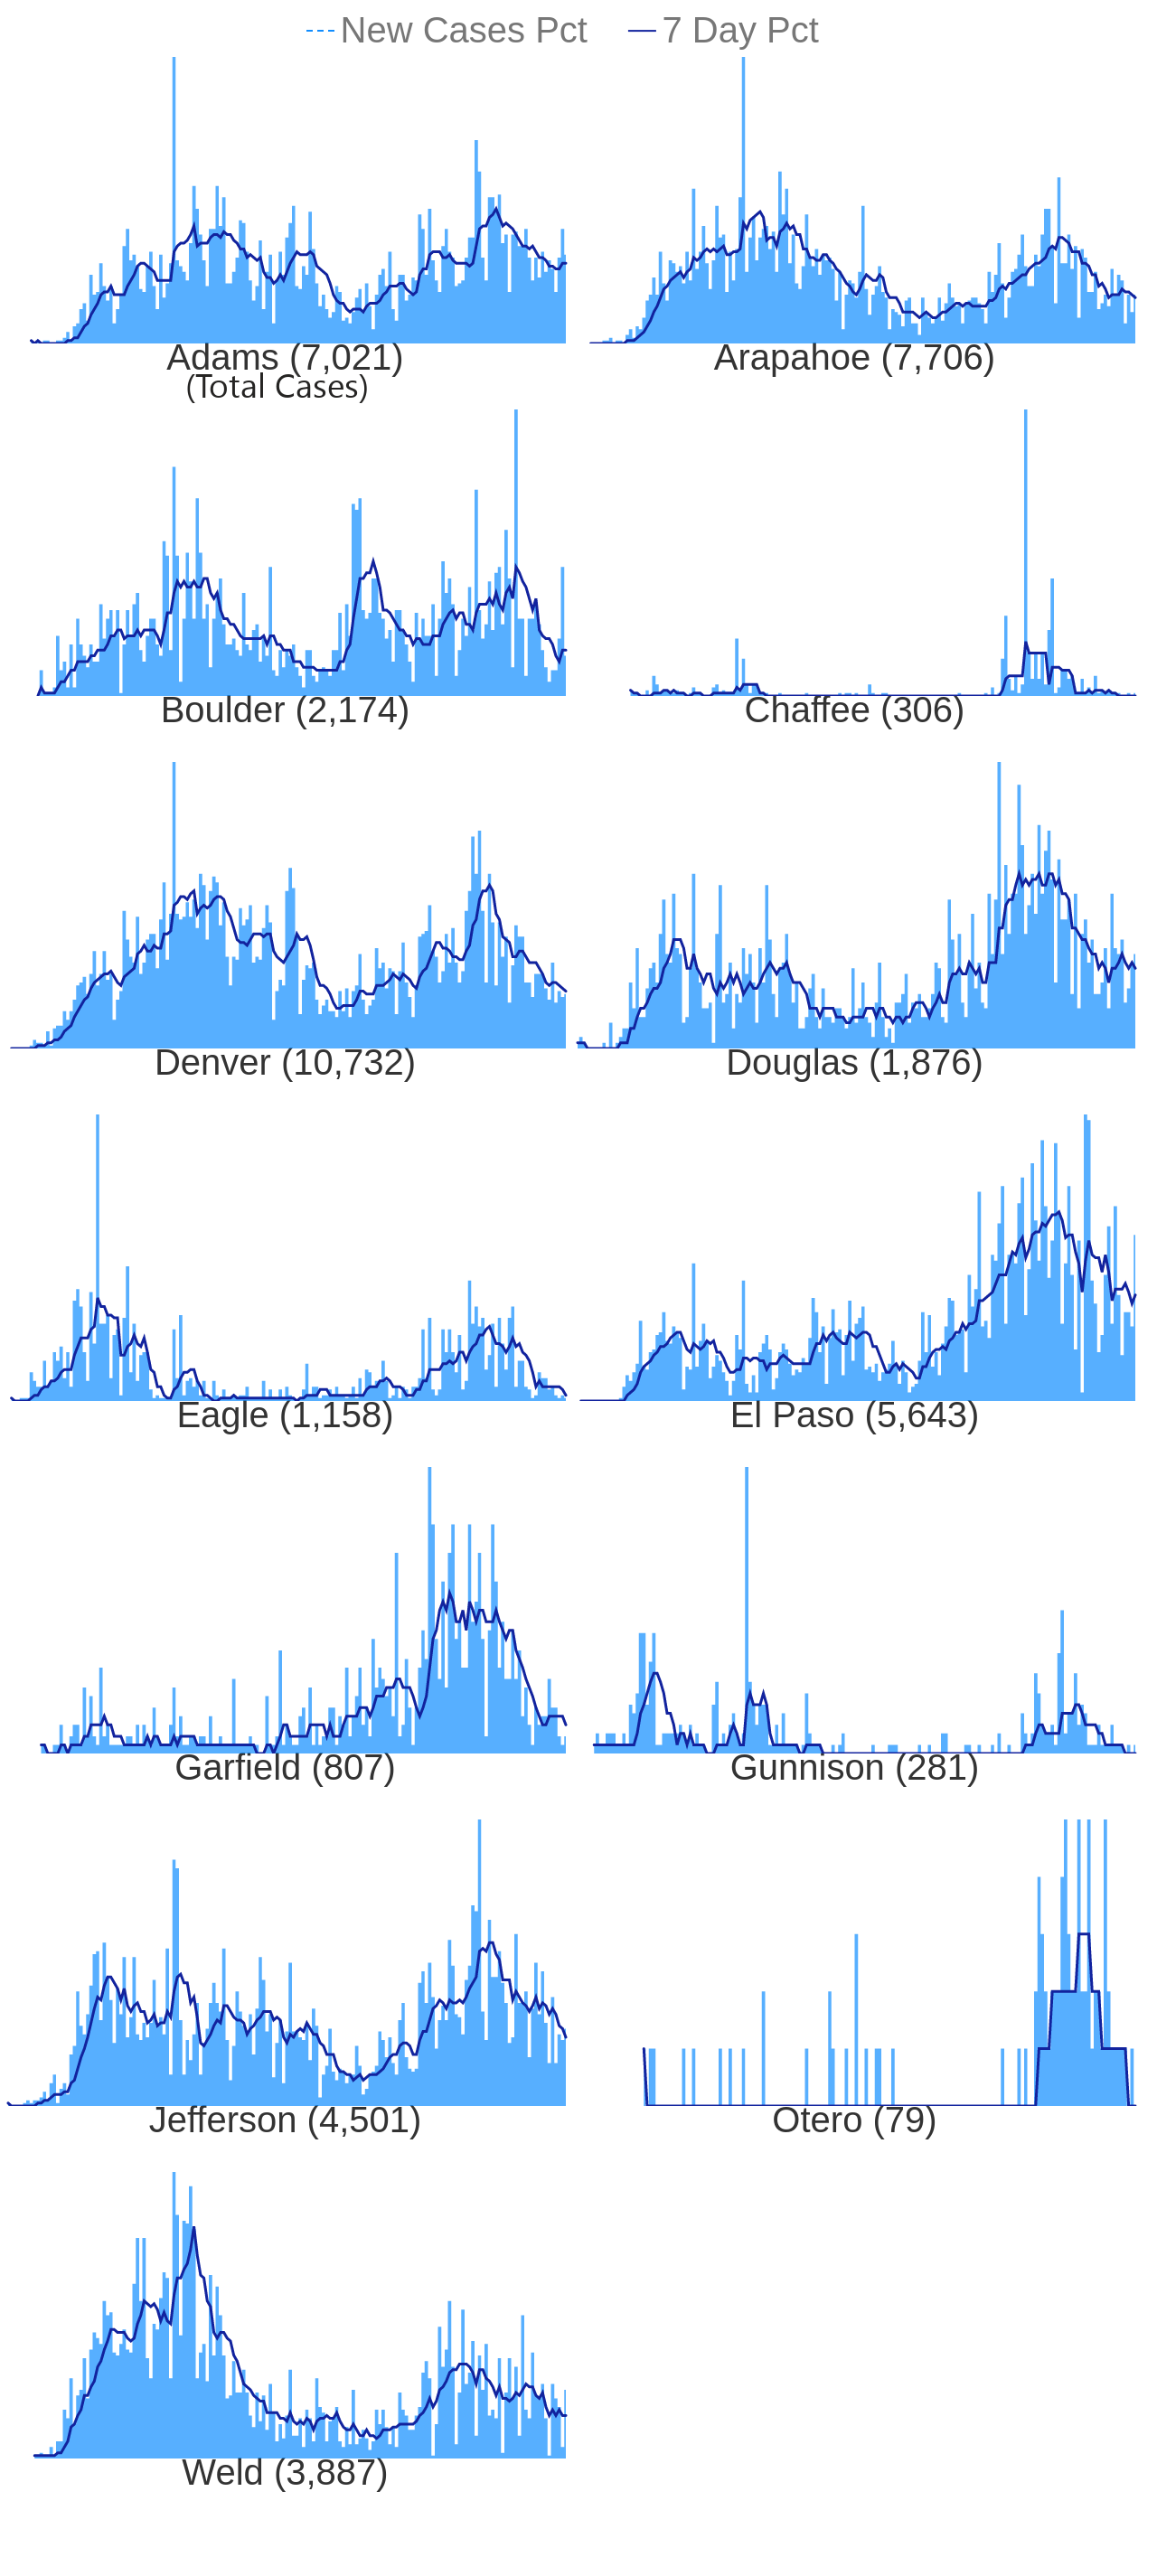 New Cases Pct 7 Day Pct
Adams (7,021) Arapahoe (7,706)
(Total Cases)
Boulder (2,174) Chaffee (306)
Denver (10,732) Douglas (1,876)
Eagle (1,158) El Paso (5,643)
Garfield (807) Gunnison (281)
Jefferson (4,501) Otero (79)
Weld (3,887)